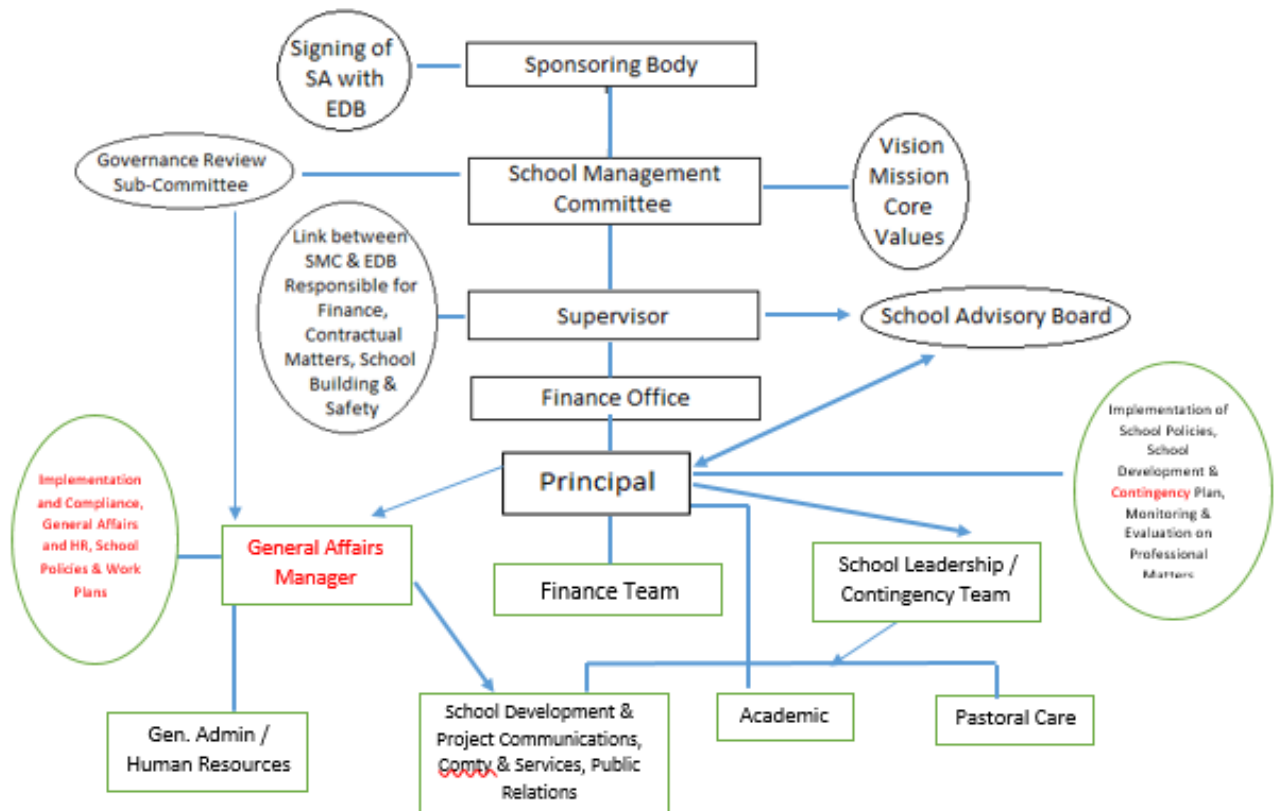 Signing of
SA with
EDB
Sponsoring Body
Governance Review
Sub-Committee
School Management
Committee
Vision
Mission
Core
Values
Link between
SMC & EDB
Responsible for
Finance,
Contractual
Matters, School
Building &
Safety
Supervisor
School Advisory Board
Finance Office
Implementation of
School Policies,
School
Development &
Contingency Plan,
Monitoring &
Evaluation on
Professional
Matters
Principal
Implementation
and Compliance,
General Affairs
and HR, School
Policies & Work
Plans
General Affairs
Manager
Finance Team
School Leadership /
Contingency Team
Gen. Admin /
Human Resources
School Development &
Project Communications,
Comty & Services, Public
Relations
Academic
Pastoral Care